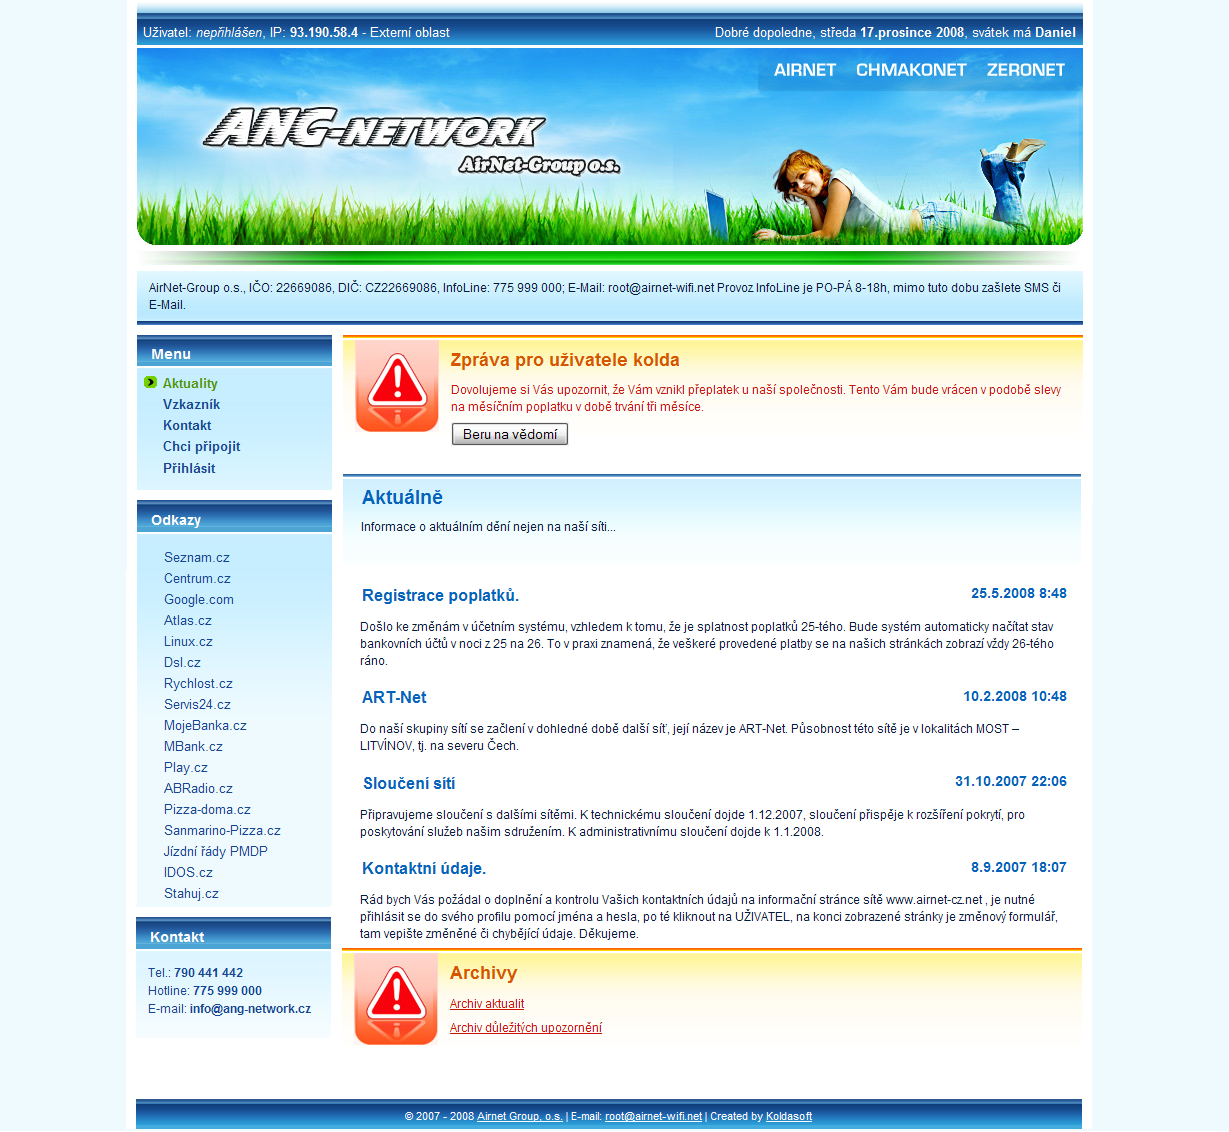 Uživatel: nepřihlášen, IP: 93.190.58.4 - Externí oblast
Dobré dopoledne, středa 17.prosince 2008, svátek má Daniel
AIRNET CHMAKONET ZERONET
ANG-NETWORK
AirNet-Group o.s.
AirNet-Group o.s., IČO: 22669086, DIČ: CZ22669086, InfoLine: 775 999 000; E-Mail: root@airnet-wifi.net Provoz InfoLine je PO-PÁ 8-18h, mimo tuto dobu zašlete SMS či
E-Mail.
Menu
Aktuality
Vzkazník
Kontakt
Chci připojit
Přihlásit
Odkazy
Seznam.cz
Centrum.cz
Google.com
Atlas.cz
Linux.cz
Dsl.cz
Rychlost.cz
Servis24.cz
MojeBanka.cz
MBank.cz
Play.cz
ABRadio.cz
Pizza-doma.cz
Sanmarino-Pizza.cz
Jízdní řády PMDP
IDOS.cz
Stahuj.cz
Kontakt
Tel.: 790 441 442
Hotline: 775 999 000
E-mail: info@ang-network.cz
Zpráva pro uživatele kolda
Dovolujeme si Vás upozornit, že Vám vznikl přeplatek u naší společnosti. Tento Vám bude vrácen v podobě slevy
na měsíčním poplatku v době trvání tři měsíce.
Beru na vědomí
Aktuálně
Informace o aktuálním dění nejen na naší síti...
Registrace poplatků.
25.5.2008 8:48
Došlo ke změnám v účetním systému, vzhledem k tomu, že je splatnost poplatků 25-tého. Bude systém automaticky načítat stav
bankovních účtů v noci z 25 na 26. To v praxi znamená, že veškeré provedené platby se na našich stránkách zobrazí vždy 26-tého
ráno.
ART-Net
10.2.2008 10:48
Do naší skupiny sítí se začlení v dohledné době další síť, její název je ART-Net. Působnost této sítě je v lokalitách MOST –
LITVÍNOV, tj. na severu Čech.
Sloučení sítí
31.10.2007 22:06
Připravujeme sloučení s dalšími sítěmi. K technickému sloučení dojde 1.12.2007, sloučení přispěje k rozšíření pokrytí, pro
poskytování služeb našim sdružením. K administrativnímu sloučení dojde k 1.1.2008.
Kontaktní údaje.
8.9.2007 18:07
Rád bych Vás požádal o doplnění a kontrolu Vašich kontaktních údajů na informační stránce sítě www.airnet-cz.net , je nutné
přihlásit se do svého profilu pomocí jména a hesla, po té kliknout na UŽIVATEL, na konci zobrazené stránky je změnový formulář,
tam vepište změněné či chybějící údaje. Děkujeme.
Archivy
Archiv aktualit
Archiv důležitých upozornění
© 2007 - 2008 Airnet Group, o.s. | E-mail: root@airnet-wifi.net | Created by Koldasoft